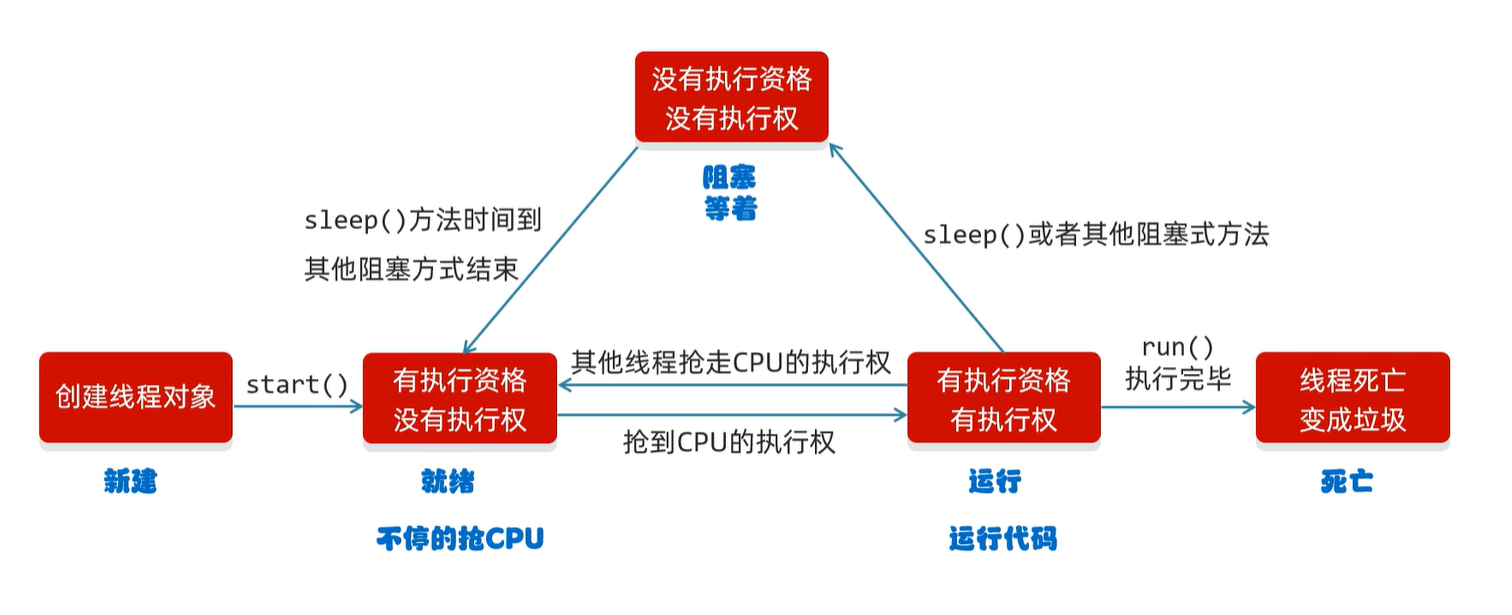 没有执行资格
没有执行权
阻塞
等着
sleep()方法时间到
其他阻塞方式结束
sleep()或者其他阻塞式方法
创建线程对象
start()
有执行资格
没有执行权
其他线程抢走CPU的执行权
抢到CPU的执行权
有执行资格
有执行权
run()
执行完毕
线程死亡
变成垃圾
新建
就绪
运行
死亡
不停的抢CPU
运行代码